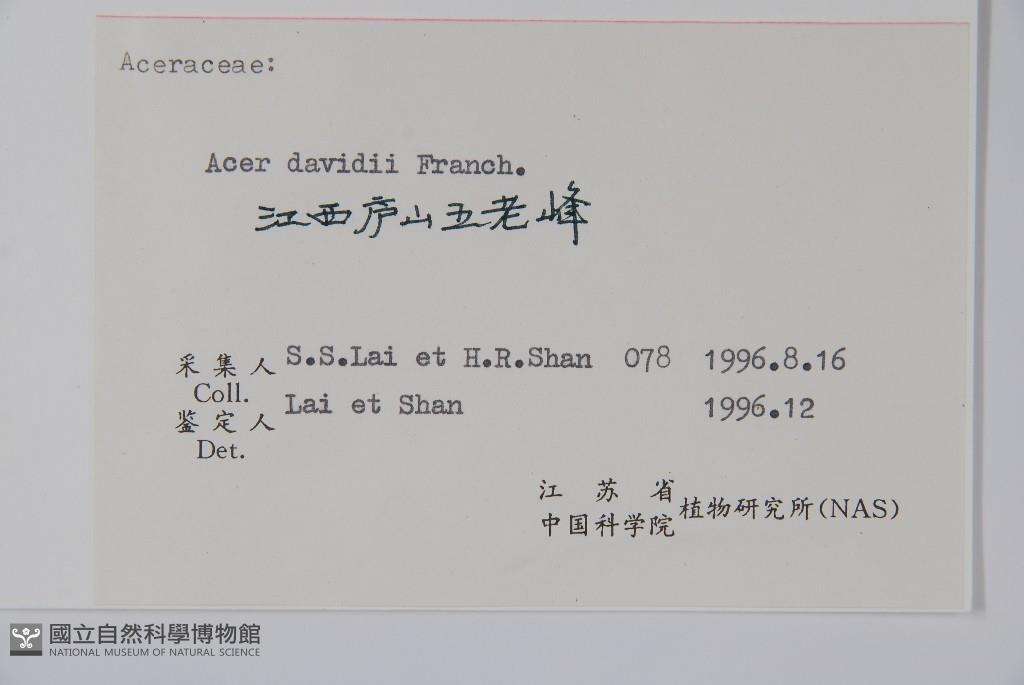 Aceraceae:
Acer davidii Franch.
江西庐山五老峰
采集人 S.S.Lai et H.R.Shan 078 1996.8.16
Coll.
鉴定人 Lai et Shan 1996.12
Det.
江苏省
中国科学院 植物研究所(NAS)
國立自然科學博物館
NATIONAL MUSEUM OF NATURAL SCIENCE